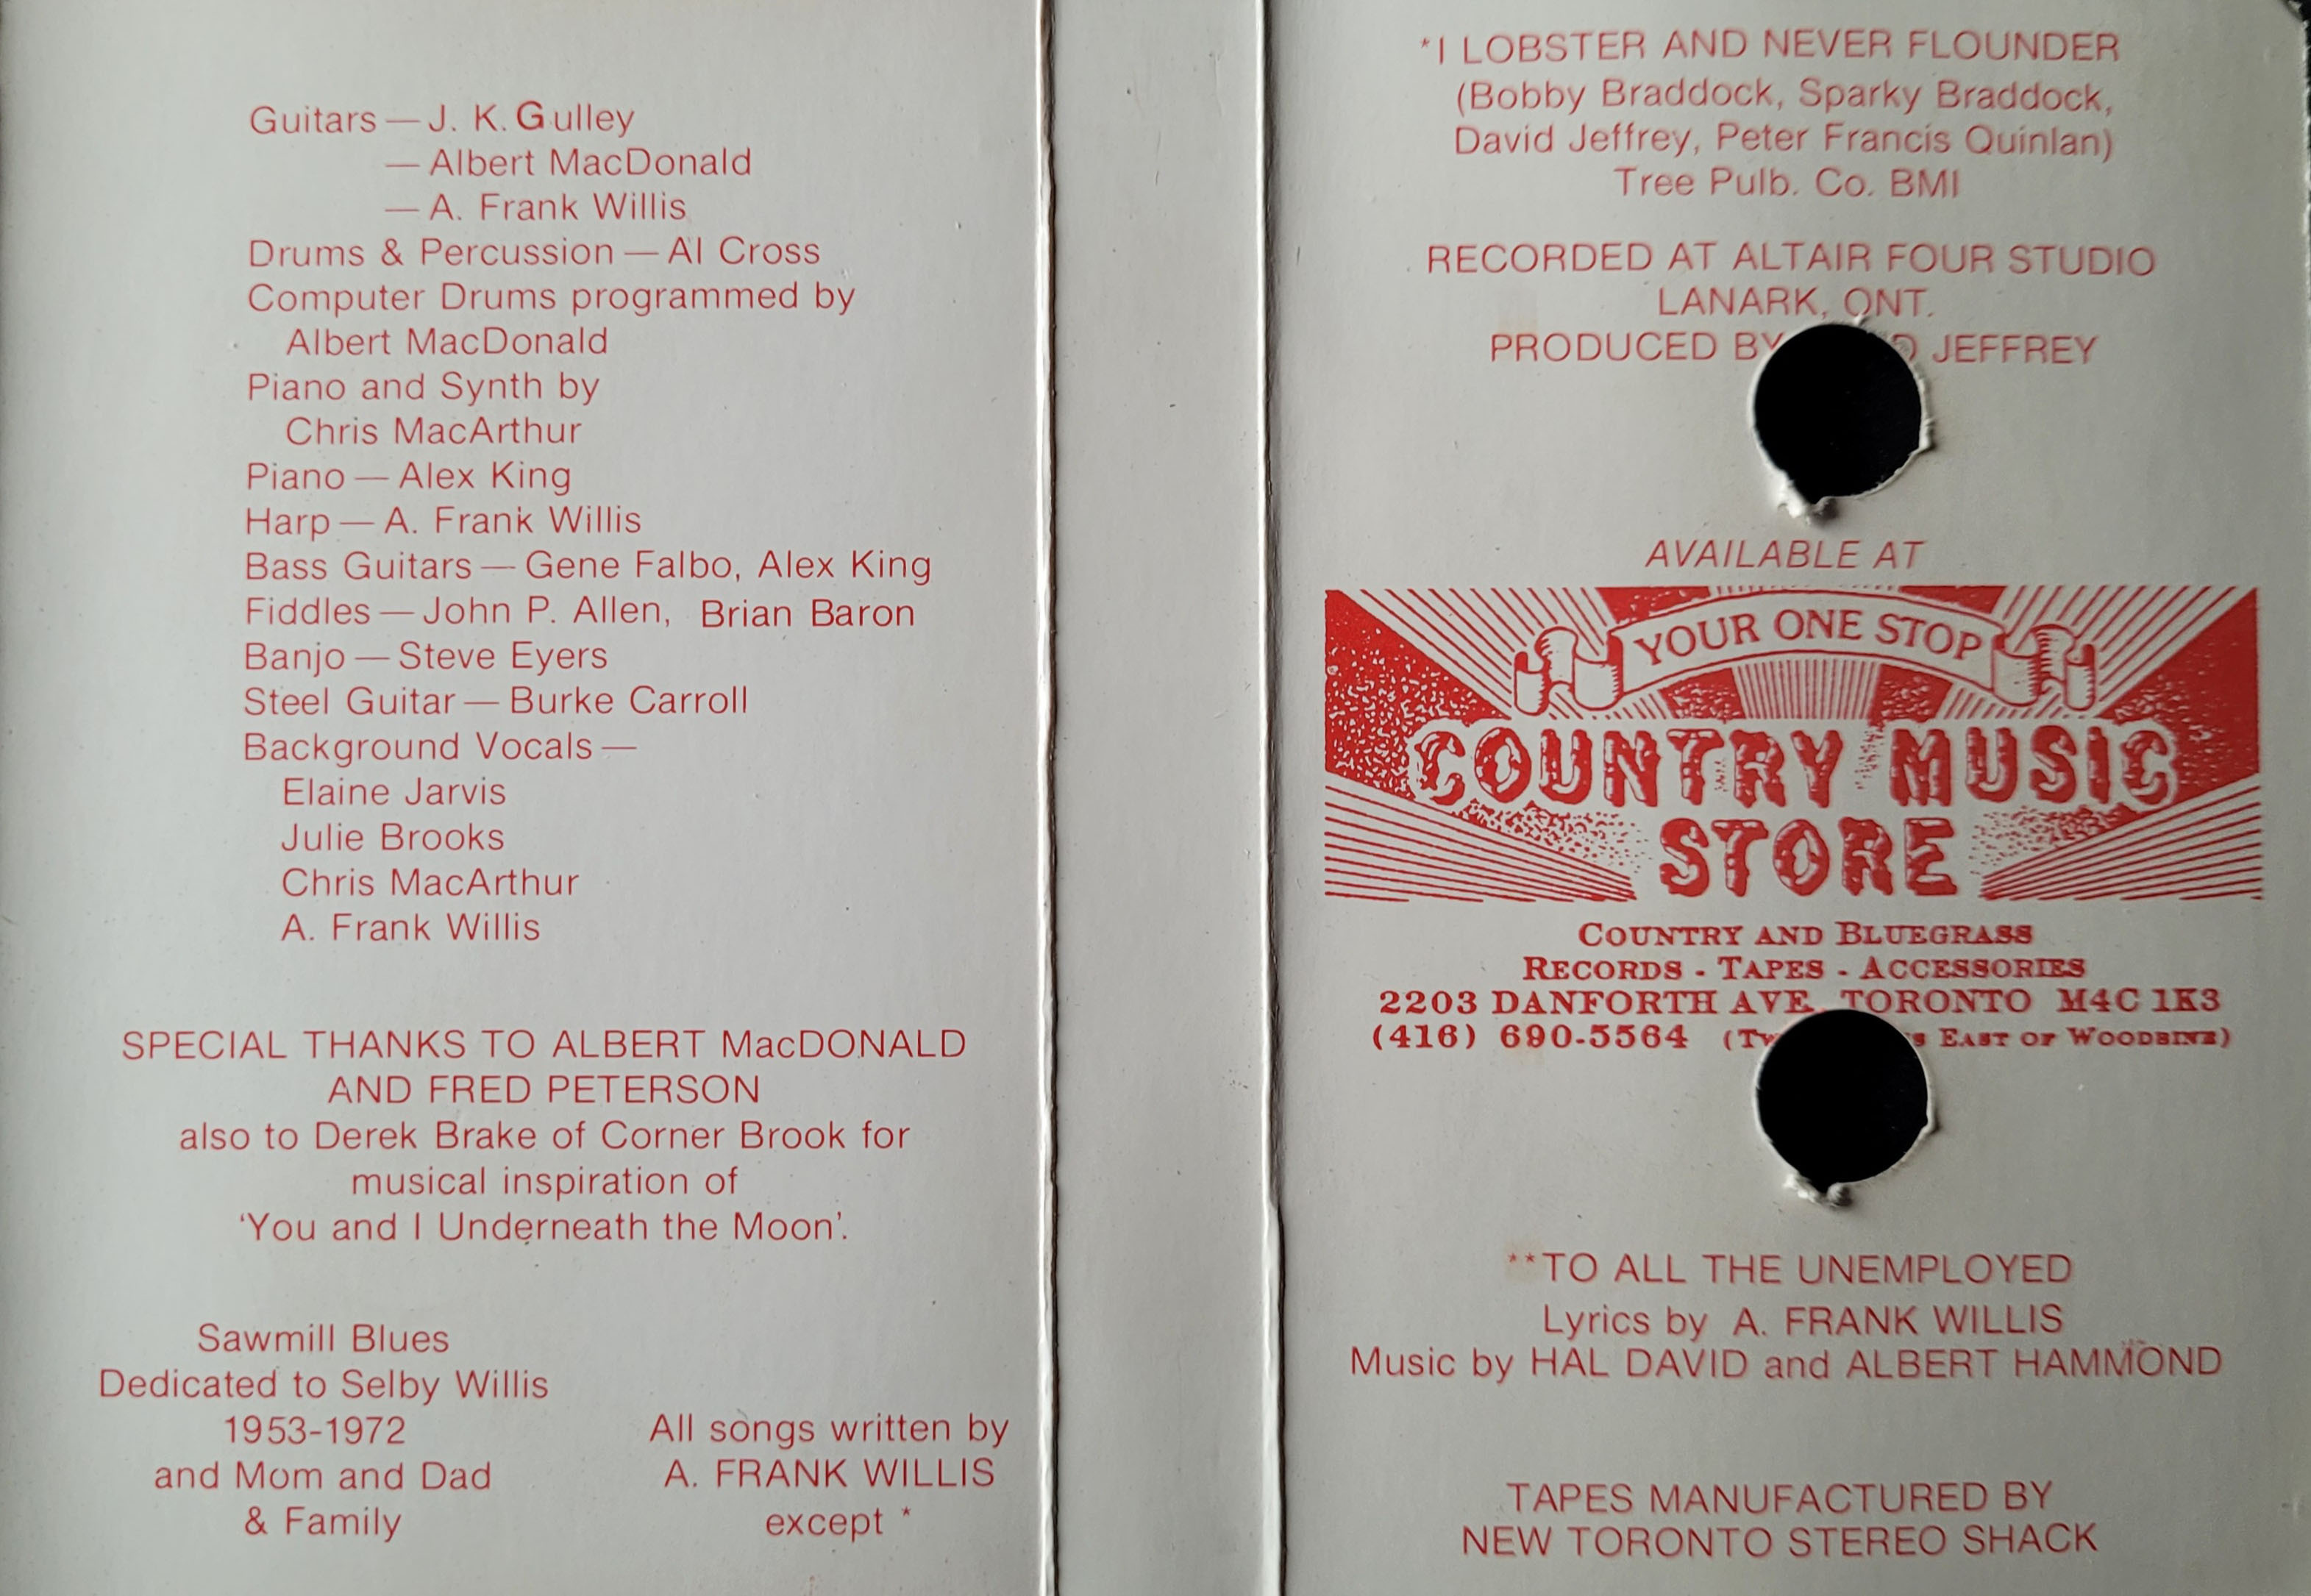 Guitars — J. K. Gulley
— Albert MacDonald
— A. Frank Willis
Drums & Percussion — Al Cross
Computer Drums programmed by
Albert MacDonald
Piano and Synth by
Chris MacArthur
Piano — Alex King
Harp — A. Frank Willis
Bass Guitars — Gene Falbo, Alex King
Fiddles — John P. Allen, Brian Baron
Banjo — Steve Eyers
Steel Guitar — Burke Carroll
Background Vocals —
Elaine Jarvis
Julie Brooks
Chris MacArthur
A. Frank Willis
SPECIAL THANKS TO ALBERT MacDONALD
AND FRED PETERSON
also to Derek Brake of Corner Brook for
musical inspiration of
‘You and I Underneath the Moon’.
Sawmill Blues
Dedicated to Selby Willis
1953-1972
and Mom and Dad
& Family
All songs written by
A. FRANK WILLIS
except *
*I LOBSTER AND NEVER FLOUNDER
(Bobby Braddock, Sparky Braddock,
David Jeffrey, Peter Francis Quinlan)
Tree Pulb. Co. BMI
RECORDED AT ALTAIR FOUR STUDIO
LANARK, ONT.
PRODUCED BY JEFFREY
AVAILABLE AT
YOUR ONE STOP
COUNTRY MUSIC
STORE
COUNTRY AND BLUEGRASS
RECORDS - TAPES - ACCESSORIES
2203 DANFORTH AVE. TORONTO M4C 1K3
(416) 690-5564 EAST OF WOODBINE)
**TO ALL THE UNEMPLOYED
Lyrics by A. FRANK WILLIS
Music by HAL DAVID and ALBERT HAMMOND
TAPES MANUFACTURED BY
NEW TORONTO STEREO SHACK